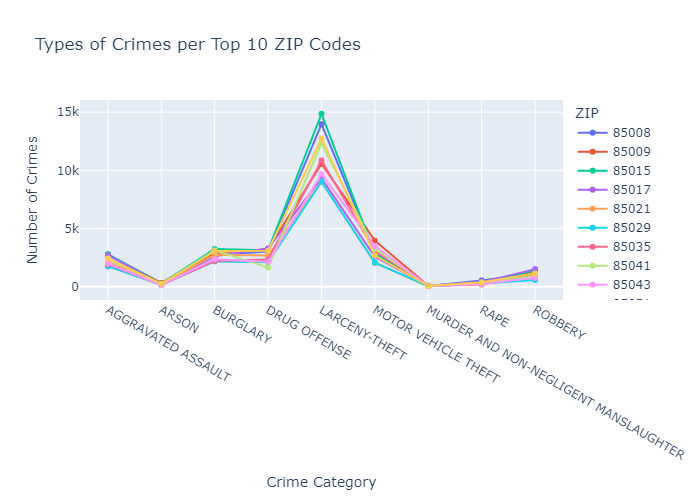 Types of Crimes per Top 10 ZIP Codes
ZIP
85008
85009
85015
85017
85021
85029
85035
85041
85043
15k
10k
5k
0
Number of Crimes
AGGRAVATED ASSAULT
ARSON
BURGLARY
DRUG OFFENSE
LARCENY-THEFT
MOTOR VEHICLE THEFT
MURDER AND NON-NEGLIGENT MANSLAUGHTER
RAPE
ROBBERY
Crime Category